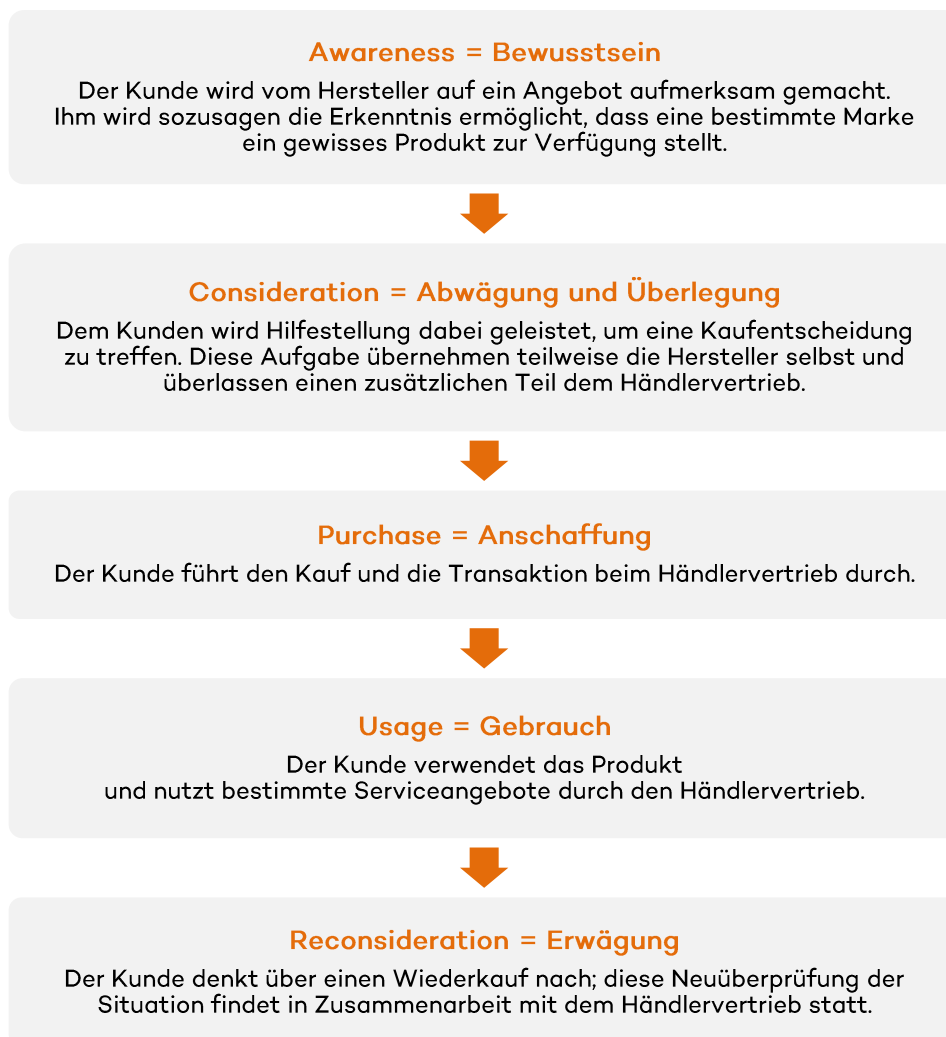 Awareness = Bewusstsein
Der Kunde wird vom Hersteller auf ein Angebot aufmerksam gemacht.
Ihm wird sozusagen die Erkenntnis ermöglicht, dass eine bestimmte Marke
ein gewisses Produkt zur Verfügung stellt.
Consideration = Abwägung und Überlegung
Dem Kunden wird Hilfestellung dabei geleistet, um eine Kaufentscheidung
zu treffen. Diese Aufgabe übernehmen teilweise die Hersteller selbst und
überlassen einen zusätzlichen Teil dem Händlervertrieb.
Purchase = Anschaffung
Der Kunde führt den Kauf und die Transaktion beim Händlervertrieb durch.
Usage = Gebrauch
Der Kunde verwendet das Produkt
und nutzt bestimmte Serviceangebote durch den Händlervertrieb.
Reconsideration = Erwägung
Der Kunde denkt über einen Wiederkauf nach; diese Neuüberprüfung der
Situation findet in Zusammenarbeit mit dem Händlervertrieb statt.